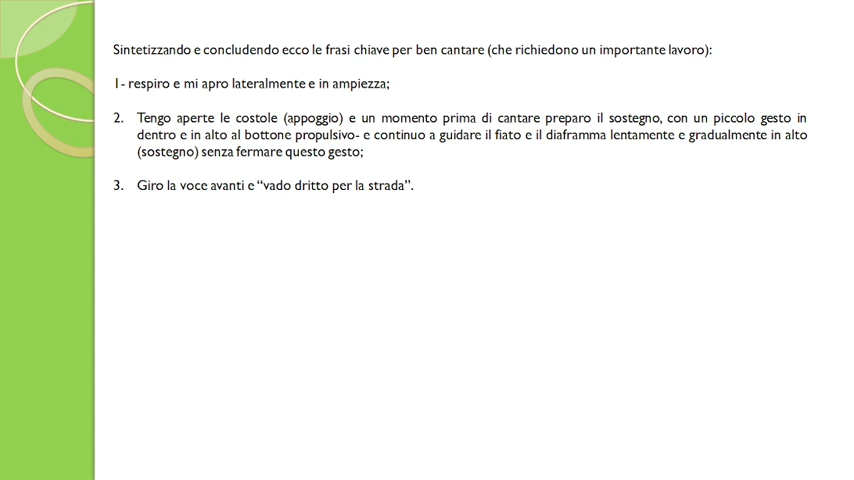 Sintetizzando e concludendo ecco le frasi chiave per ben cantare (che richiedono un importante lavoro):
1- respiro e mi apro lateralmente e in ampiezza;
2. Tengo aperte le costole (appoggio) e un momento prima di cantare preparo il sostegno, con un piccolo gesto in
dentro e in alto al bottone propulsivo- e continuo a guidare il fiato e il diaframma lentamente e gradualmente in alto
(sostegno) senza fermare questo gesto;
3. Giro la voce avanti e “vado dritto per la strada”.